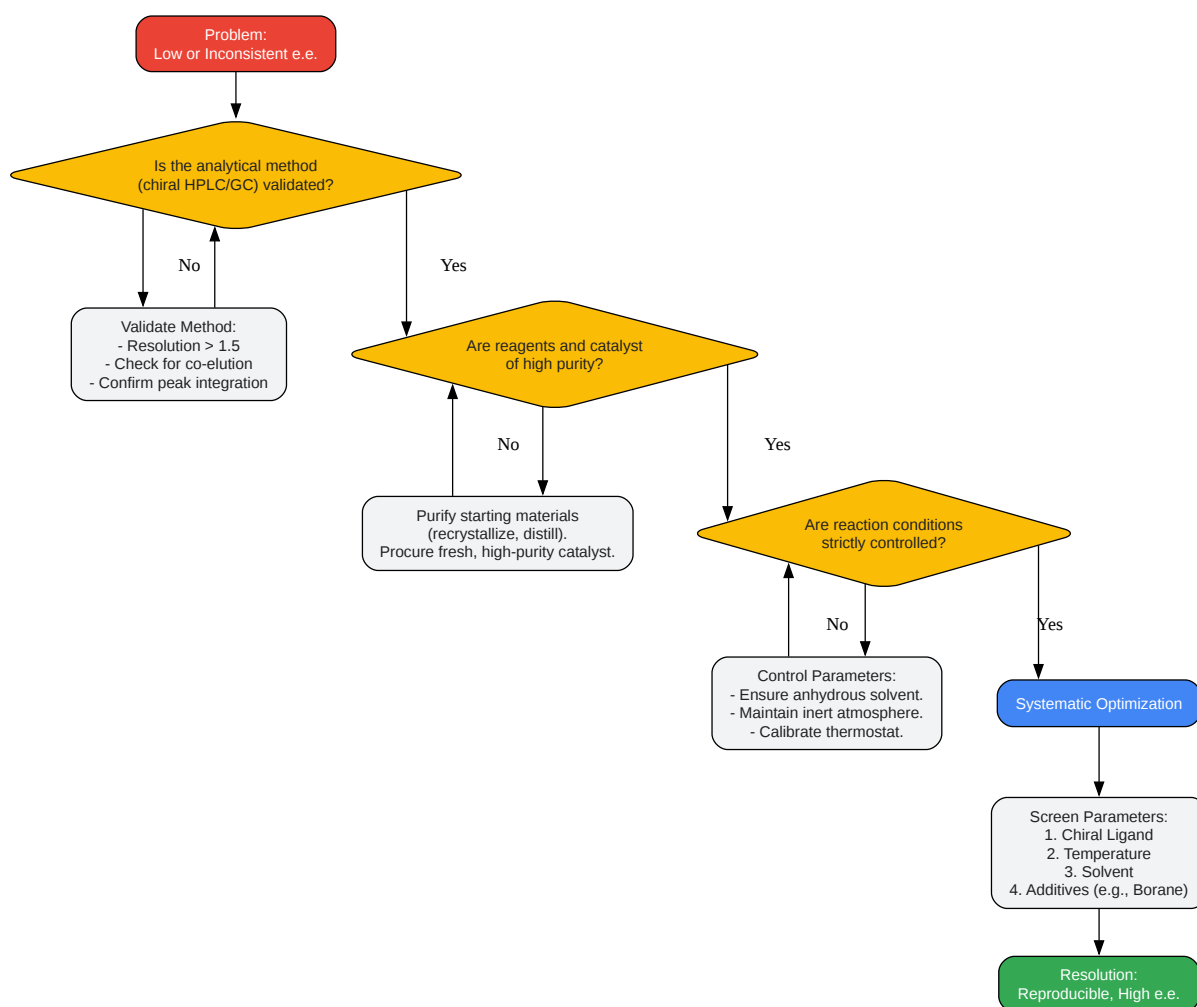 Problem:
Low or Inconsistent e.e.
Is the analytical method
(chiral HPLC/GC) validated?
No
Yes
Validate Method:
- Resolution > 1.5
- Check for co-elution
- Confirm peak integration
Are reagents and catalyst
of high purity?
No
Yes
Purify starting materials
(recrystallize, distill).
Procure fresh, high-purity catalyst.
Are reaction conditions
strictly controlled?
No
Yes
Control Parameters:
- Ensure anhydrous solvent.
- Maintain inert atmosphere.
- Calibrate thermostat.
Systematic Optimization
Screen Parameters:
1. Chiral Ligand
2. Temperature
3. Solvent
4. Additives (e.g., Borane)
Resolution:
Reproducible, High e.e.